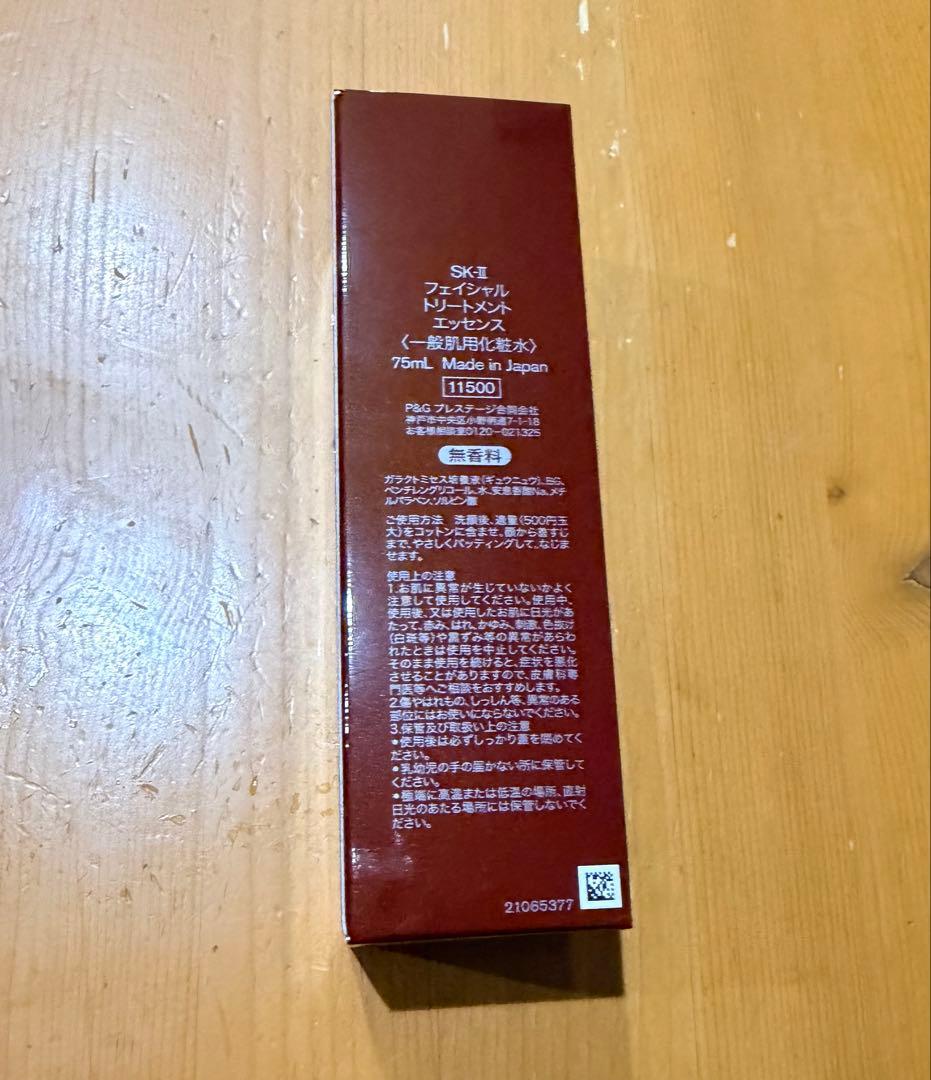 SK-II
フェイシャル
トリートメント
エッセンス
〈一般肌用化粧水〉
75mL Made in Japan
11500
P&G プレステージ合同会社
神戸市中央区小野柄通7-1-18
お客様相談室0120-021325
無香料
ガラクトミセス培養液(ギュウニュウ)、BG、
ペンチレングリコール、水、安息香酸Na、メチ
ルパラベン、ソルビン酸
ご使用方法 洗顔後、適量(500円玉
大)をコットンに含ませ、額から首すじ
まで、やさしくパッティングして、なじま
せます。
使用上の注意
1.お肌に異常が生じていないかよく
注意して使用してください。使用中、
使用後、又は使用したお肌に日光があ
たって、赤み、はれ、かゆみ、刺激、色抜け
(白斑等)や黒ずみ等の異常があらわ
れたときは使用を中止してください。
そのまま使用を続けると、症状を悪化
させることがありますので、皮膚科専
門医等へご相談をおすすめします。
2.傷やはれもの、しっしん等、異常のある
部位にはお使いにならないでください。
3.保管及び取扱い上の注意
●使用後は必ずしっかり蓋を閉めてく
ださい。
●乳幼児の手の届かない所に保管して
ください。
●極端に高温または低温の場所、直射
日光のあたる場所には保管しないでく
ださい。
21065377